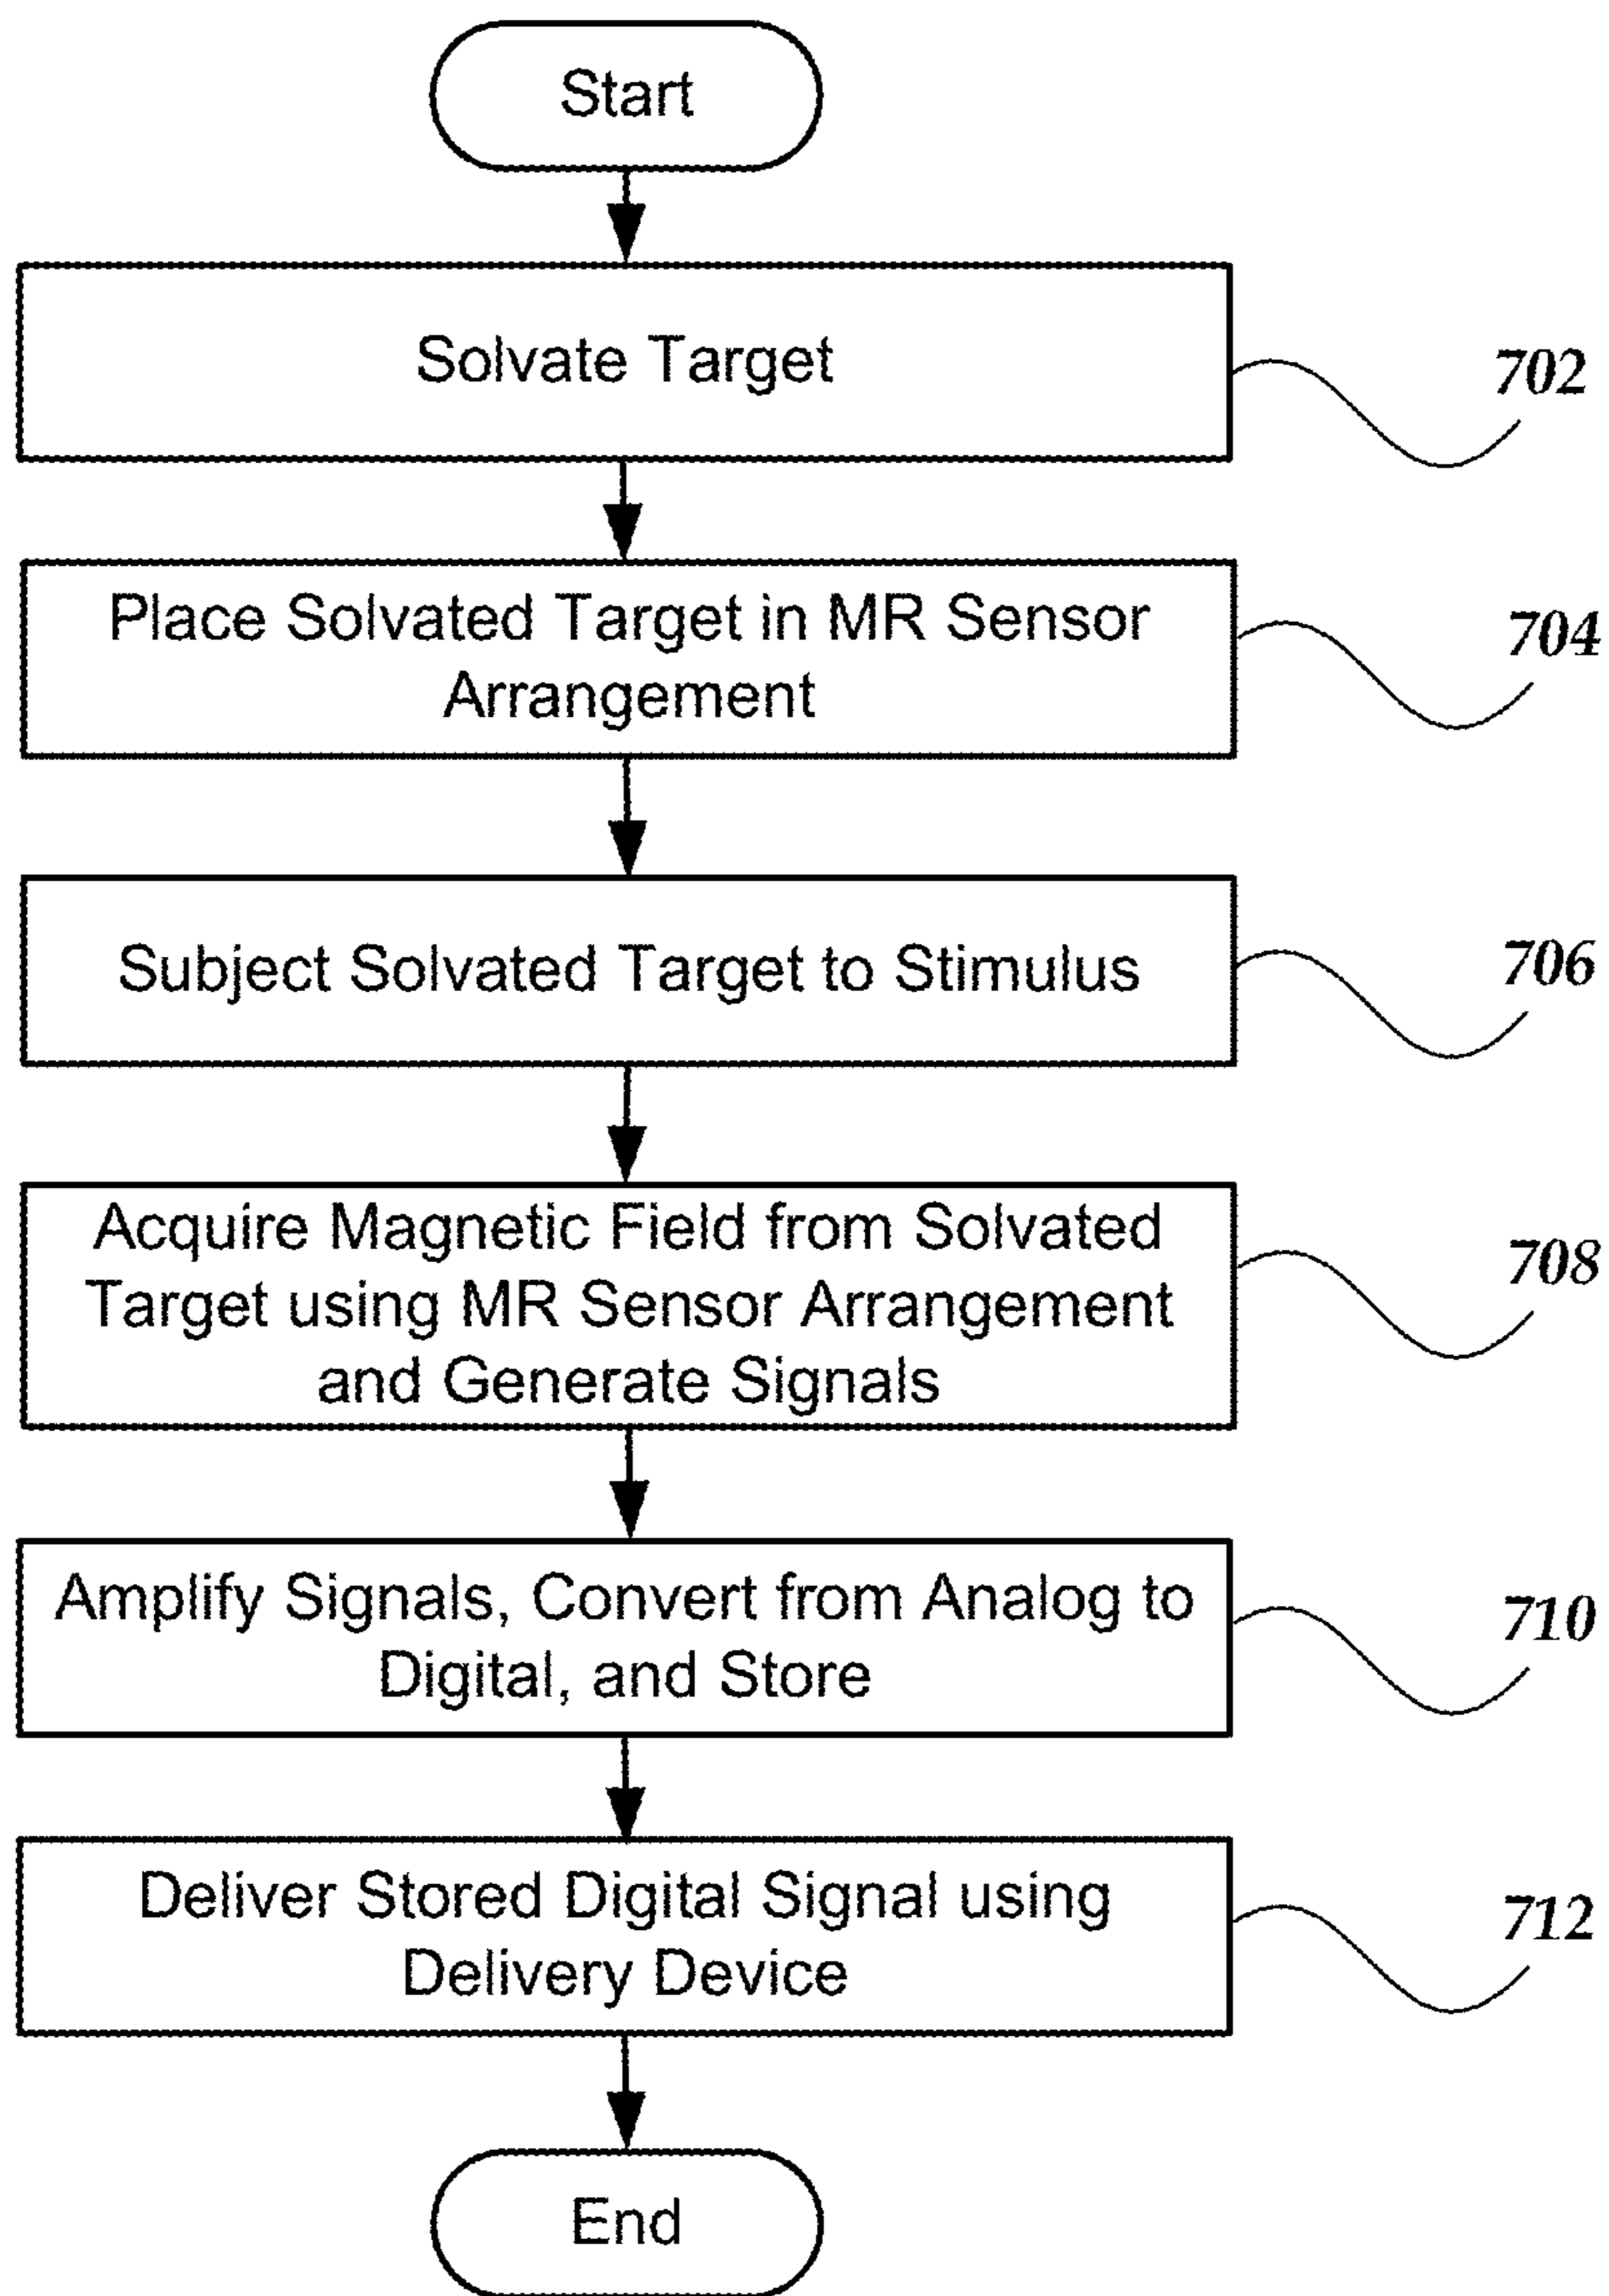 Start
Solvate Target
702
Place Solvated Target in MR Sensor
Arrangement
704
Subject Solvated Target to Stimulus
706
Acquire Magnetic Field from Solvated
Target using MR Sensor Arrangement
and Generate Signals
708
Amplify Signals, Convert from Analog to
Digital, and Store
710
Deliver Stored Digital Signal using
Delivery Device
712
End